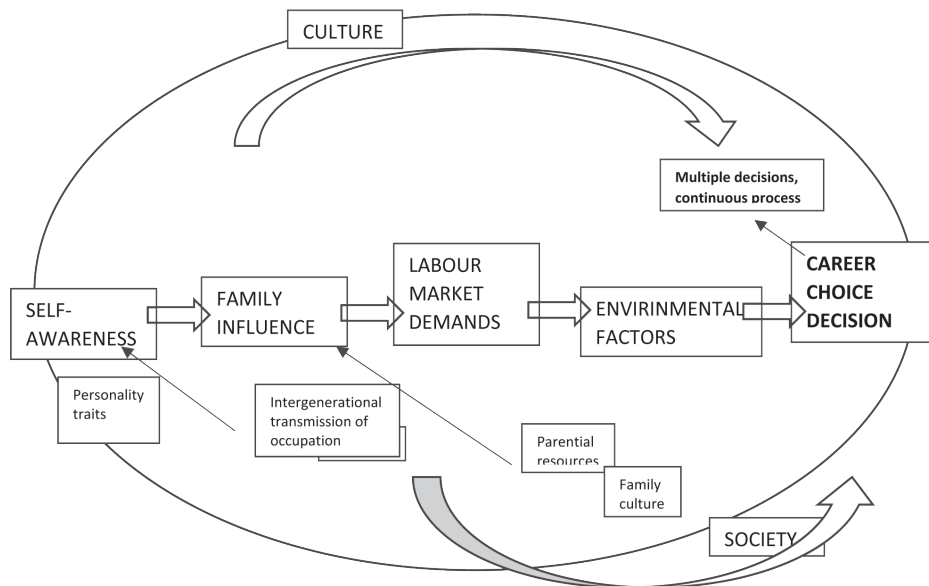 CULTURE
Multiple decisions,
continuous process
CAREER
CHOICE
DECISION
LABOUR
MARKET
DEMANDS
FAMILY
INFLUENCE
SELF-
AWARENESS
ENVIRINMENTAL
FACTORS
Personality
traits
Intergenerational
transmission of
occupation
Parential
resources
Family
culture
SOCIETY